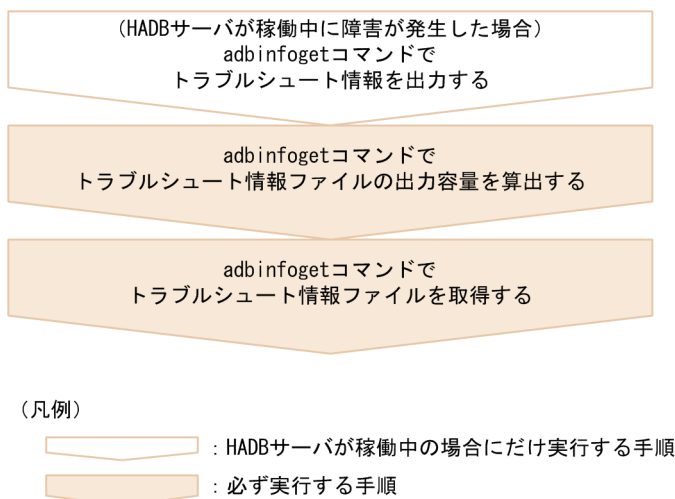 （HADBサーバが稼働中に障害が発生した場合）
adbinfogetコマンドで
トラブルシュート情報を出力する
adbinfogetコマンドで
トラブルシュート情報ファイルの出力容量を算出する
adbinfogetコマンドで
トラブルシュート情報ファイルを取得する
（凡例）
：HADBサーバが稼働中の場合にだけ実行する手順
：必ず実行する手順